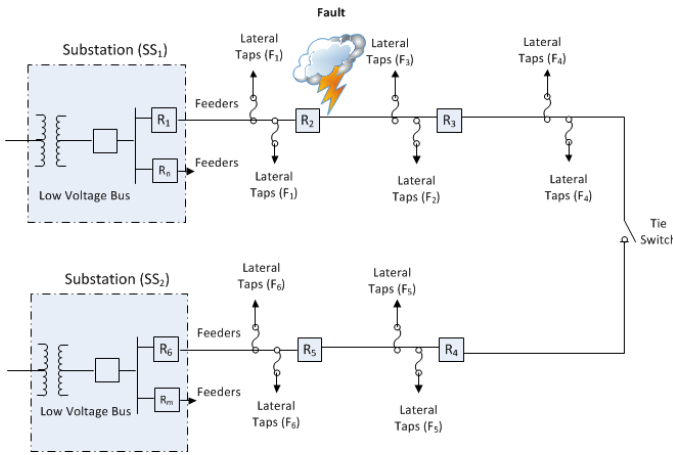 Fault
Substation (SS1)
Lateral
Taps (F1)
Lateral
Taps (F3)
Lateral
Taps (F4)
Feeders
R1
R2
R3
Rn
Feeders
Low Voltage Bus
Lateral
Taps (F1)
Lateral
Taps (F2)
Lateral
Taps (F4)
Tie
Switch
Substation (SS2)
Lateral
Taps (F6)
Lateral
Taps (F5)
Feeders
R6
R5
R4
Rm
Feeders
Low Voltage Bus
Lateral
Taps (F6)
Lateral
Taps (F5)